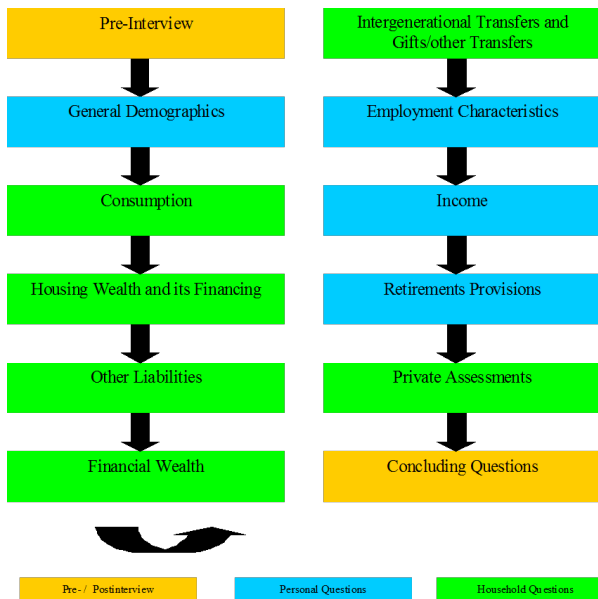 Pre-Interview
General Demographics
Consumption
Housing Wealth and its Financing
Other Liabilities
Financial Wealth
Intergenerational Transfers and
Gifts/other Transfers
Employment Characteristics
Income
Retirements Provisions
Private Assessments
Concluding Questions
Pre- / Postinterview
Personal Questions
Household Questions